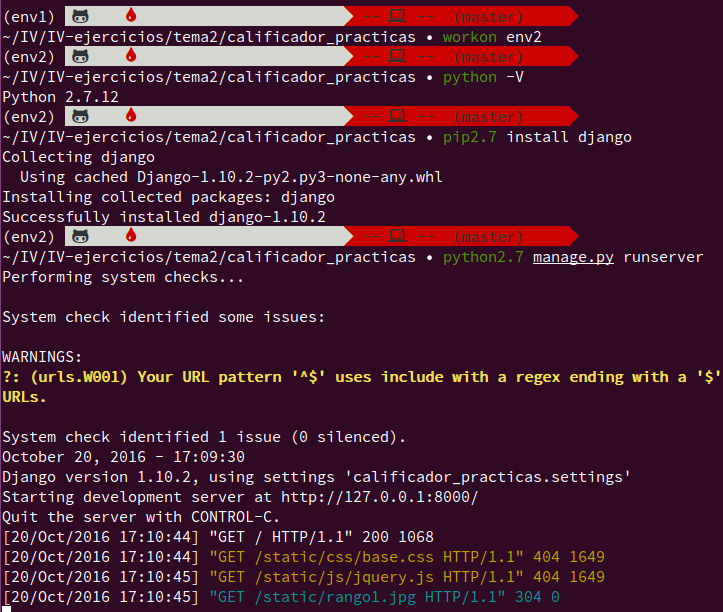 (env1) -- -- (master)
~/IV/IV-ejercicios/tema2/calificador_practicas • workon env2
(env2) -- -- (master)
~/IV/IV-ejercicios/tema2/calificador_practicas • python -V
Python 2.7.12
(env2) -- -- (master)
~/IV/IV-ejercicios/tema2/calificador_practicas • pip2.7 install django
Collecting django
  Using cached Django-1.10.2-py2.py3-none-any.whl
Installing collected packages: django
Successfully installed django-1.10.2
(env2) -- -- (master)
~/IV/IV-ejercicios/tema2/calificador_practicas • python2.7 manage.py runserver
Performing system checks...

System check identified some issues:

WARNINGS:
?: (urls.W001) Your URL pattern '^$' uses include with a regex ending with a '$'
URLs.

System check identified 1 issue (0 silenced).
October 20, 2016 - 17:09:30
Django version 1.10.2, using settings 'calificador_practicas.settings'
Starting development server at http://127.0.0.1:8000/
Quit the server with CONTROL-C.
[20/Oct/2016 17:10:44] "GET / HTTP/1.1" 200 1068
[20/Oct/2016 17:10:44] "GET /static/css/base.css HTTP/1.1" 404 1649
[20/Oct/2016 17:10:45] "GET /static/js/jquery.js HTTP/1.1" 404 1649
[20/Oct/2016 17:10:45] "GET /static/rango1.jpg HTTP/1.1" 304 0